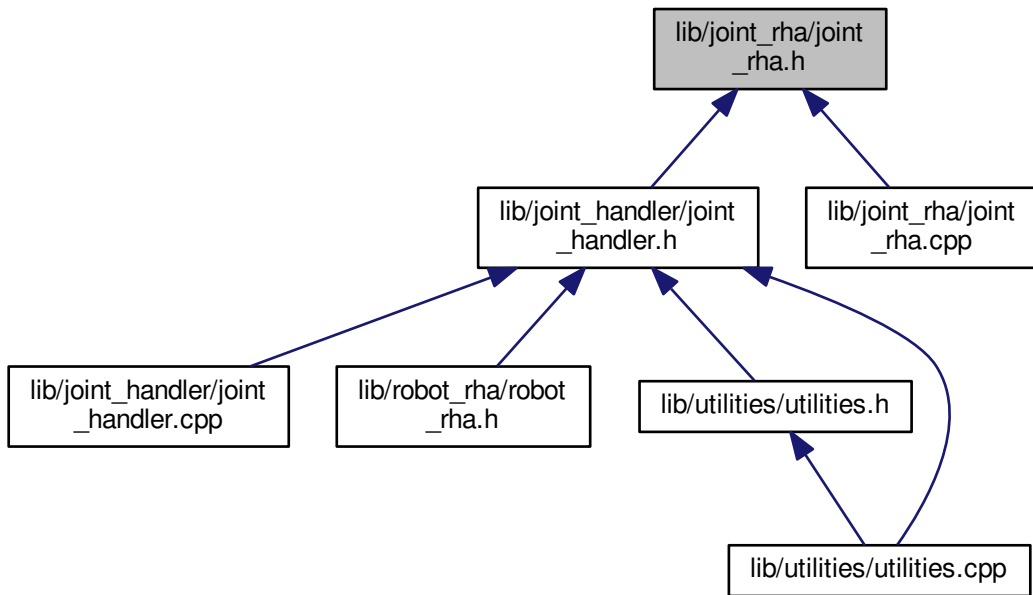 lib/joint_rha/joint
_rha.h
lib/joint_handler/joint
_handler.h
lib/joint_rha/joint
_rha.cpp
lib/joint_handler/joint
_handler.cpp
lib/robot_rha/robot
_rha.h
lib/utilities/utilities.h
lib/utilities/utilities.cpp